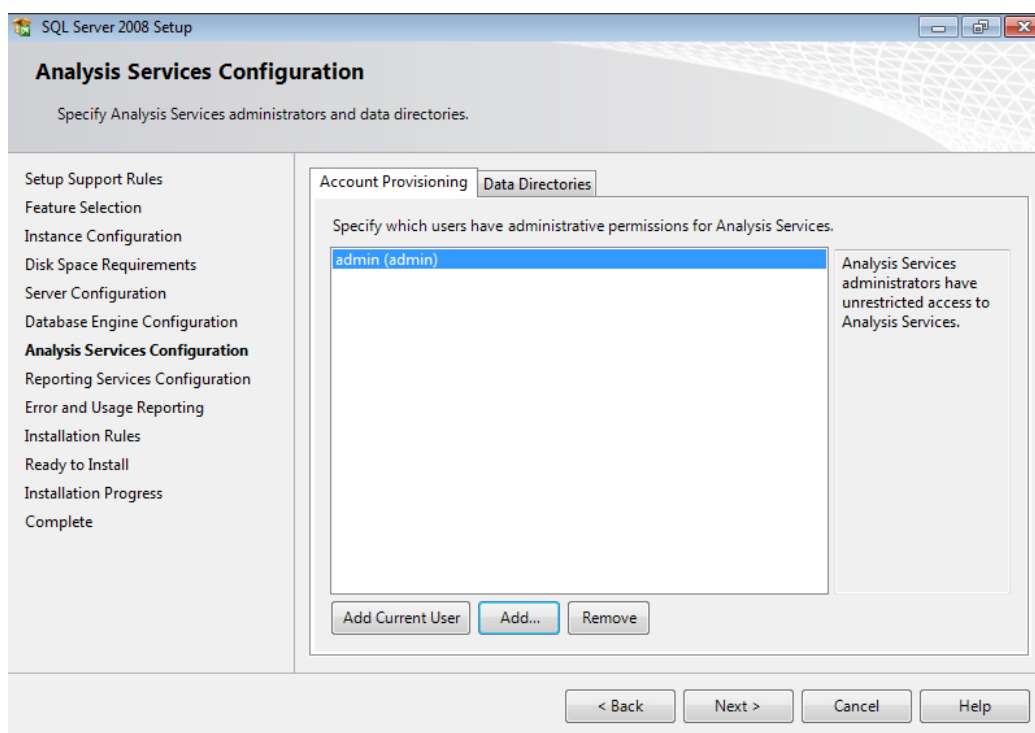 SQL Server 2008 Setup
Analysis Services Configuration
Specify Analysis Services administrators and data directories.
Setup Support Rules
Feature Selection
Instance Configuration
Disk Space Requirements
Server Configuration
Database Engine Configuration
Analysis Services Configuration
Reporting Services Configuration
Error and Usage Reporting
Installation Rules
Ready to Install
Installation Progress
Complete
Account Provisioning
Data Directories
Specify which users have administrative permissions for Analysis Services.
admin (admin)
Analysis Services
administrators have
unrestricted access to
Analysis Services.
Add Current User
Add...
Remove
< Back
Next >
Cancel
Help